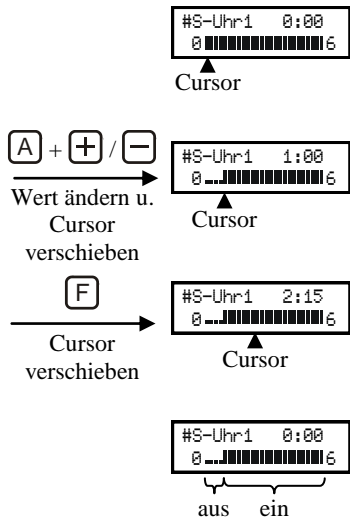 #S-Uhr1 0:00
0 6
Cursor
A + + / −
#S-Uhr1 1:00
0 6
Wert ändern u.
Cursor
verschieben
Cursor
F
#S-Uhr1 2:15
0 6
Cursor
verschieben
Cursor
#S-Uhr1 0:00
0 6
aus ein